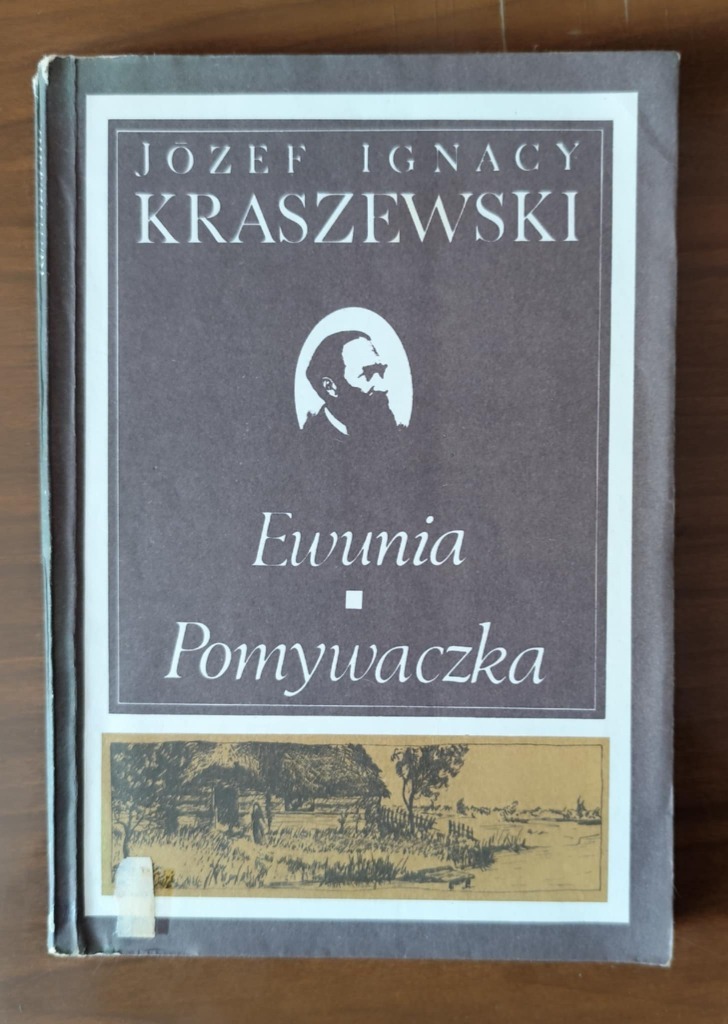 JÓZEF IGNACY
KRASZEWSKI
Ewunia
Pomywaczka